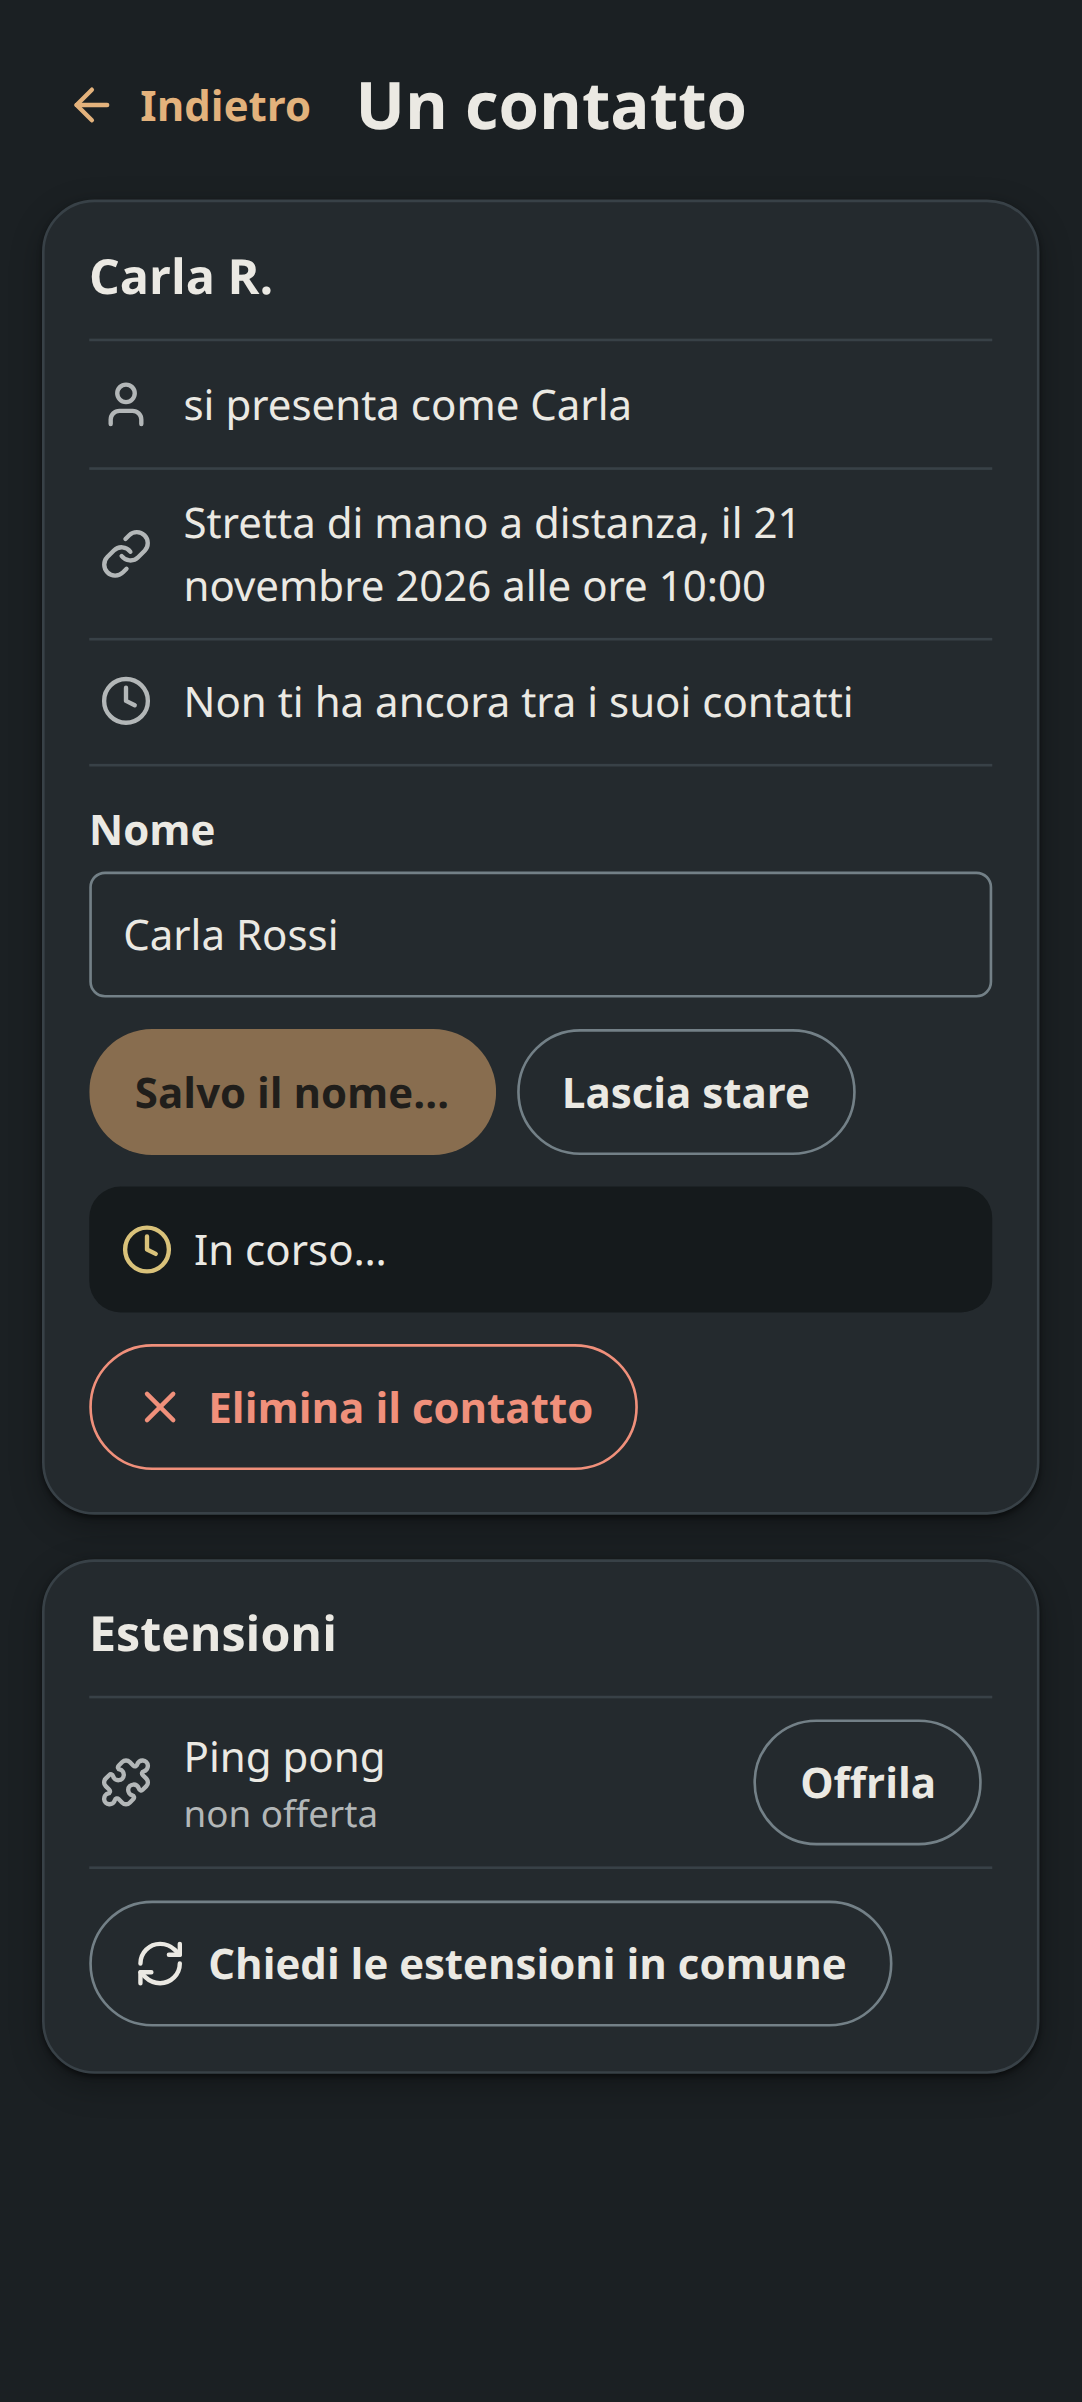 Indietro
Un contatto
Carla R.
si presenta come Carla
Stretta di mano a distanza, il 21
novembre 2026 alle ore 10:00
Non ti ha ancora tra i suoi contatti
Nome
Carla Rossi
Salvo il nome...
Lascia stare
In corso...
Elimina il contatto
Estensioni
Ping pong
non offerta
Offrila
Chiedi le estensioni in comune